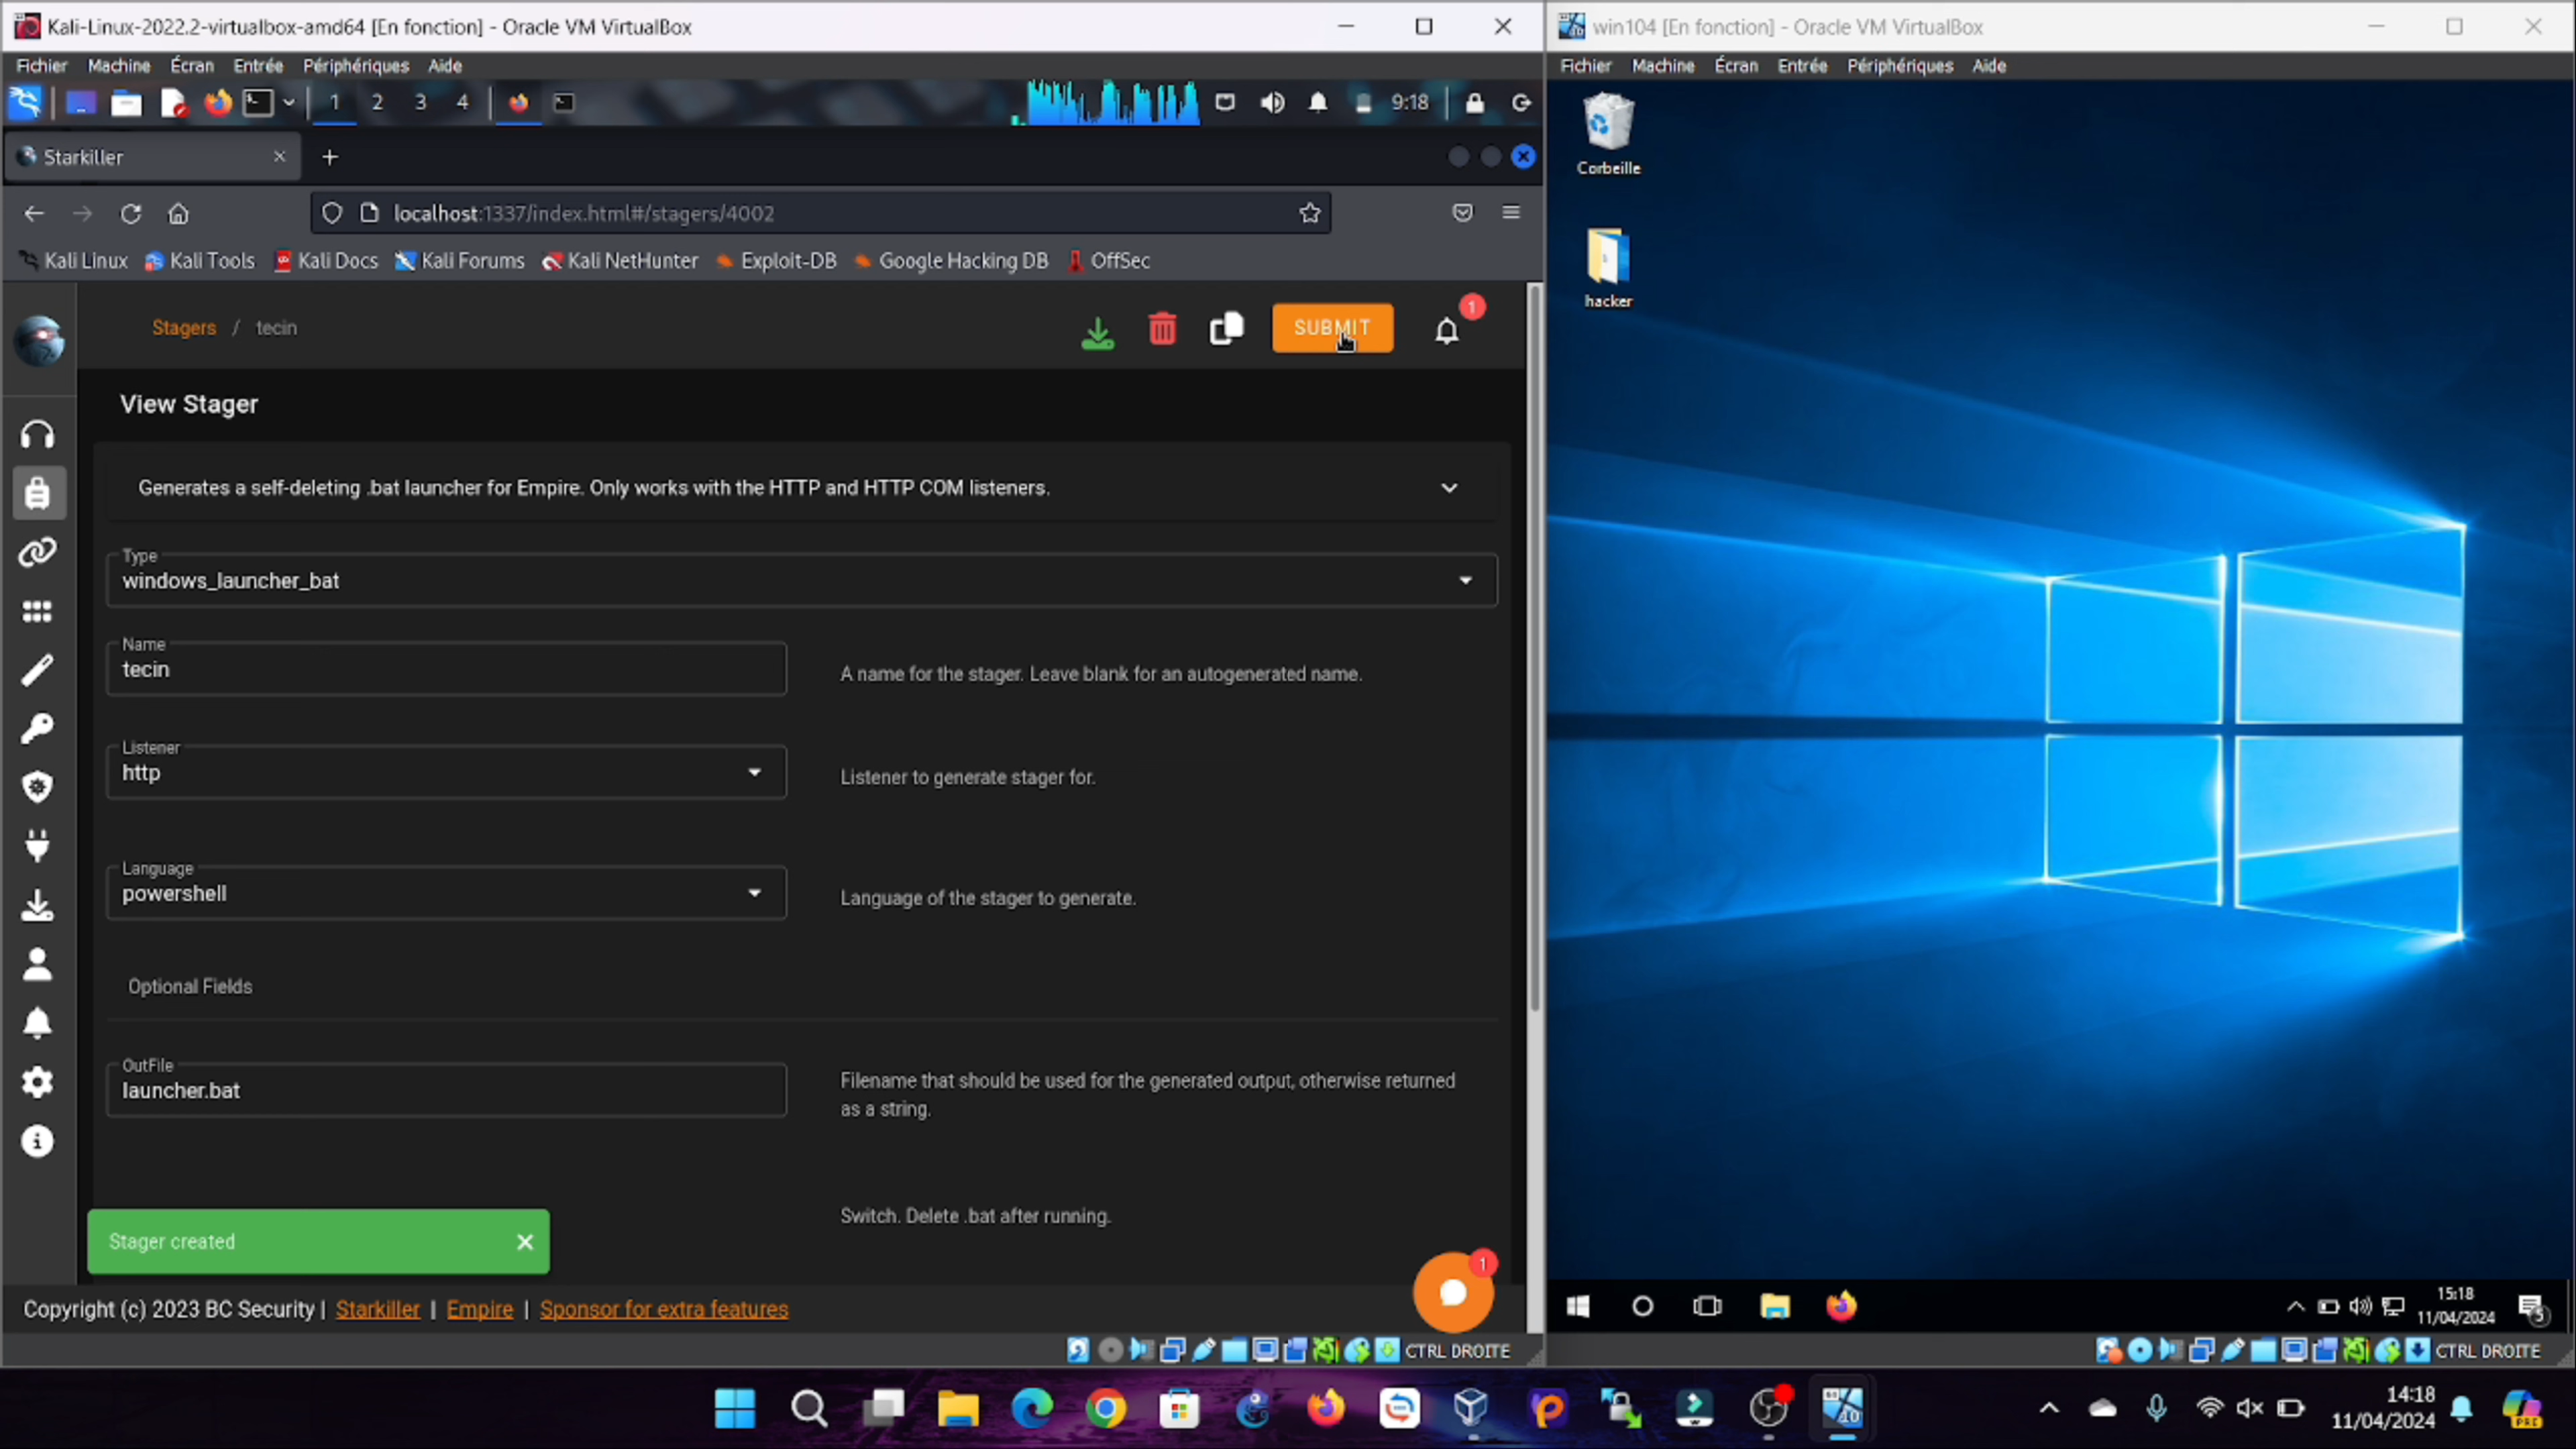 Kali-Linux-2022.2-virtualbox-amd64 [En fonction] - Oracle VM VirtualBox
Fichier Machine Écran Entrée Périphériques Aide
1 2 3 4
9:18
Starkiller
localhost:1337/index.html#/stagers/4002
Kali Linux Kali Tools Kali Docs Kali Forums Kali NetHunter Exploit-DB Google Hacking DB OffSec
Stagers / tecin
SUBMIT
1
View Stager
Generates a self-deleting .bat launcher for Empire. Only works with the HTTP and HTTP COM listeners.
Type
windows_launcher_bat
Name
tecin
A name for the stager. Leave blank for an autogenerated name.
Listener
http
Listener to generate stager for.
Language
powershell
Language of the stager to generate.
Optional Fields
OutFile
launcher.bat
Filename that should be used for the generated output, otherwise returned
as a string.
Switch. Delete .bat after running.
Stager created
1
Copyright (c) 2023 BC Security | Starkiller | Empire | Sponsor for extra features
CTRL DROITE
win104 [En fonction] - Oracle VM VirtualBox
Fichier Machine Écran Entrée Périphériques Aide
Corbeille
hacker
15:18
11/04/2024
5
CTRL DROITE
14:18
11/04/2024
PRE